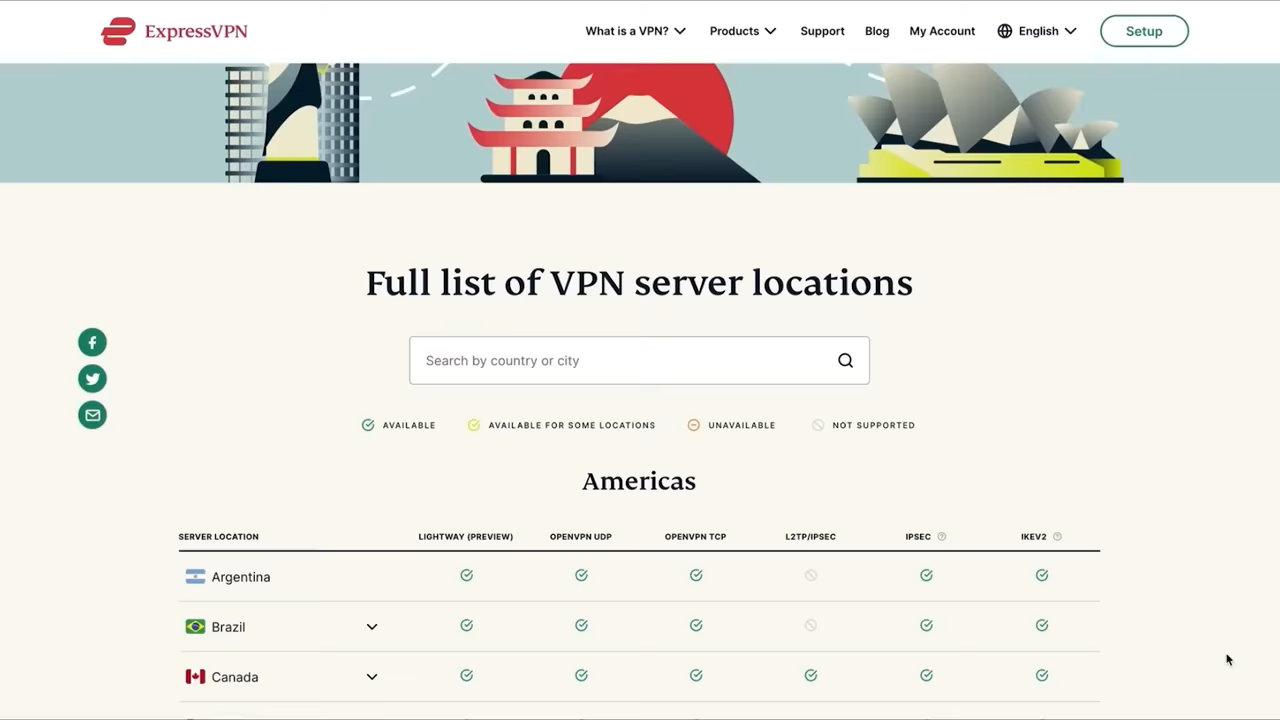 ExpressVPN
What is a VPN? Products Support Blog My Account English Setup
Full list of VPN server locations
Search by country or city
AVAILABLE AVAILABLE FOR SOME LOCATIONS UNAVAILABLE NOT SUPPORTED
Americas
SERVER LOCATION LIGHTWAY (PREVIEW) OPENVPN UDP OPENVPN TCP L2TP/IPSEC IPSEC IKEV2
Argentina
Brazil
Canada